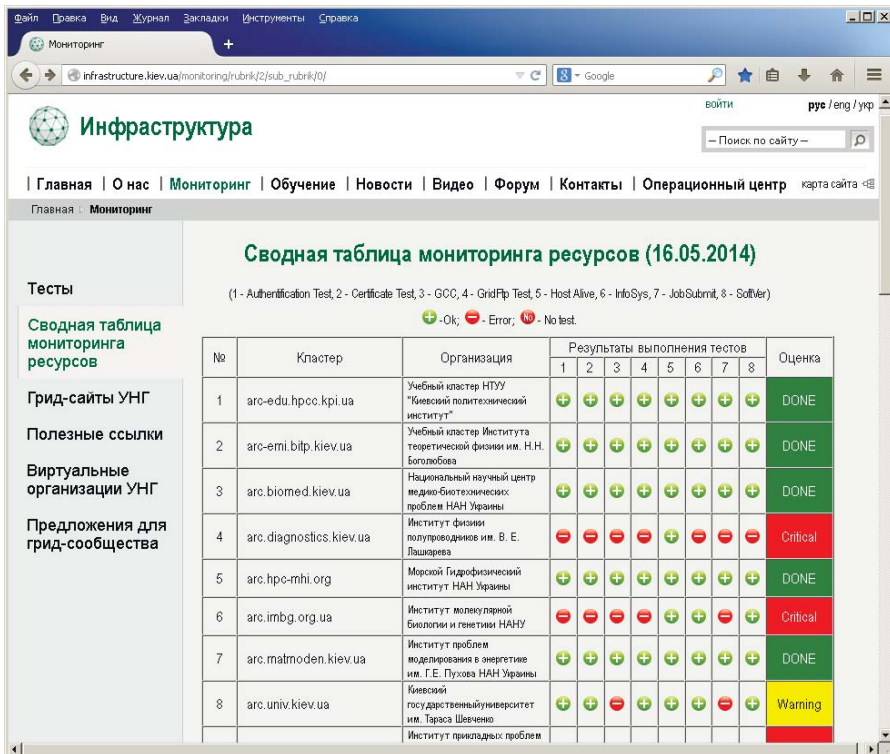 Файл Правка Вид Журнал Закладки Инструменты Справка
Мониторинг +
infrastructure.kiev.ua/monitoring/rubrik/2/sub_rubrik/0/
8 Google
войти рус / eng / укр
Инфраструктура
– Поиск по сайту –
| Главная | О нас | Мониторинг | Обучение | Новости | Видео | Форум | Контакты | Операционный центр карта сайта
Главная Мониторинг
Тесты
Сводная таблица
мониторинга
ресурсов
Грид-сайты УНГ
Полезные ссылки
Виртуальные
организации УНГ
Предложения для
грид-сообщества
Сводная таблица мониторинга ресурсов (16.05.2014)
(1 - Authentification Test, 2 - Certificate Test, 3 - GCC, 4 - GridFtp Test, 5 - Host Alive, 6 - InfoSys, 7 - JobSubmit, 8 - SoftVer)
-Ok; - Error; No - No test.
№ Кластер Организация Результаты выполнения тестов Оценка
1 2 3 4 5 6 7 8
1 arc-edu.hpcc.kpi.ua Учебный кластер НТУУ
"Киевский политехнический
институт" DONE
2 arc-emi.bitp.kiev.ua Учебный кластер Института
теоретической физики им. Н.Н.
Боголюбова DONE
3 arc.biomed.kiev.ua Национальный научный центр
медико-биотехнических
проблем НАН Украины DONE
4 arc.diagnostics.kiev.ua Институт физики
полупроводников им. В. Е.
Лашкарева Critical
5 arc.hpc-mhi.org Морской Гидрофизический
институт НАН Украины DONE
6 arc.imbg.org.ua Институт молекулярной
биологии и генетики НАНУ Critical
7 arc.matmoden.kiev.ua Институт проблем
моделирования в энергетике
им. Г.Е. Пухова НАН Украины DONE
8 arc.univ.kiev.ua Киевский
государственныйуниверситет
им. Тараса Шевченко Warning
Институт прикладных проблем